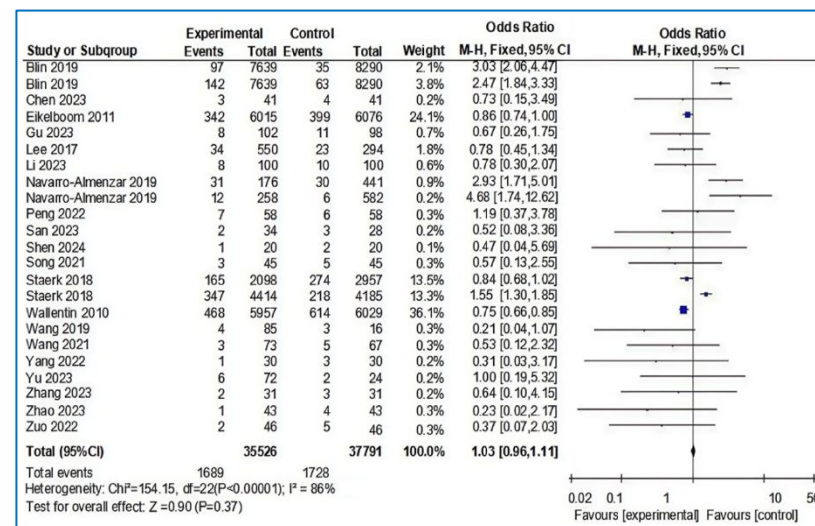 Experimental Control Odds Ratio Odds Ratio
Study or Subgroup Events Total Events Total Weight M-H, Fixed, 95% CI M-H, Fixed, 95% CI
Blin 2019 97 7639 35 8290 2.1% 3.03 [2.06, 4.47]
Blin 2019 142 7639 63 8290 3.8% 2.47 [1.84, 3.33]
Chen 2023 3 41 4 41 0.2% 0.73 [0.15, 3.49]
Eikelboom 2011 342 6015 399 6076 24.1% 0.86 [0.74, 1.00]
Gu 2023 8 102 11 98 0.6% 0.67 [0.26, 1.75]
Lee 2017 34 550 23 294 1.5% 0.78 [0.45, 1.34]
Li 2023 8 100 10 100 0.6% 0.78 [0.30, 2.07]
Navarro-Almenzar 2019 31 176 30 441 0.9% 2.93 [1.71, 5.01]
Navarro-Almenzar 2019 12 258 6 582 0.2% 4.68 [1.74, 12.62]
Peng 2022 7 58 6 58 0.3% 1.19 [0.37, 3.78]
San 2023 2 34 3 28 0.2% 0.52 [0.08, 3.36]
Shen 2024 1 20 2 20 0.1% 0.47 [0.04, 5.69]
Song 2021 3 45 5 45 0.3% 0.57 [0.13, 2.55]
Staerk 2018 165 2098 274 2957 13.5% 0.84 [0.68, 1.02]
Staerk 2018 347 4414 218 4185 13.3% 1.55 [1.30, 1.85]
Wallentin 2010 468 5957 614 6029 36.1% 0.75 [0.66, 0.85]
Wang 2019 4 85 3 16 0.3% 0.21 [0.04, 1.07]
Wang 2021 3 73 5 67 0.3% 0.53 [0.12, 2.32]
Yang 2022 1 30 3 30 0.2% 0.31 [0.03, 3.17]
Yu 2023 6 72 2 24 0.2% 1.00 [0.19, 5.32]
Zhang 2023 2 31 3 31 0.2% 0.64 [0.10, 4.15]
Zhao 2023 1 43 4 43 0.2% 0.23 [0.02, 2.17]
Zuo 2022 2 46 5 46 0.3% 0.37 [0.07, 2.03]
Total (95%CI) 35526 37791 100.0% 1.03 [0.96, 1.11]
Total events 1689 1728
Heterogeneity: Chi²=154.15, df=22(P<0.00001); I² = 86%
Test for overall effect: Z =0.90 (P=0.37)
0.02 0.1 1 10 50
Favours [experimental] Favours [control]